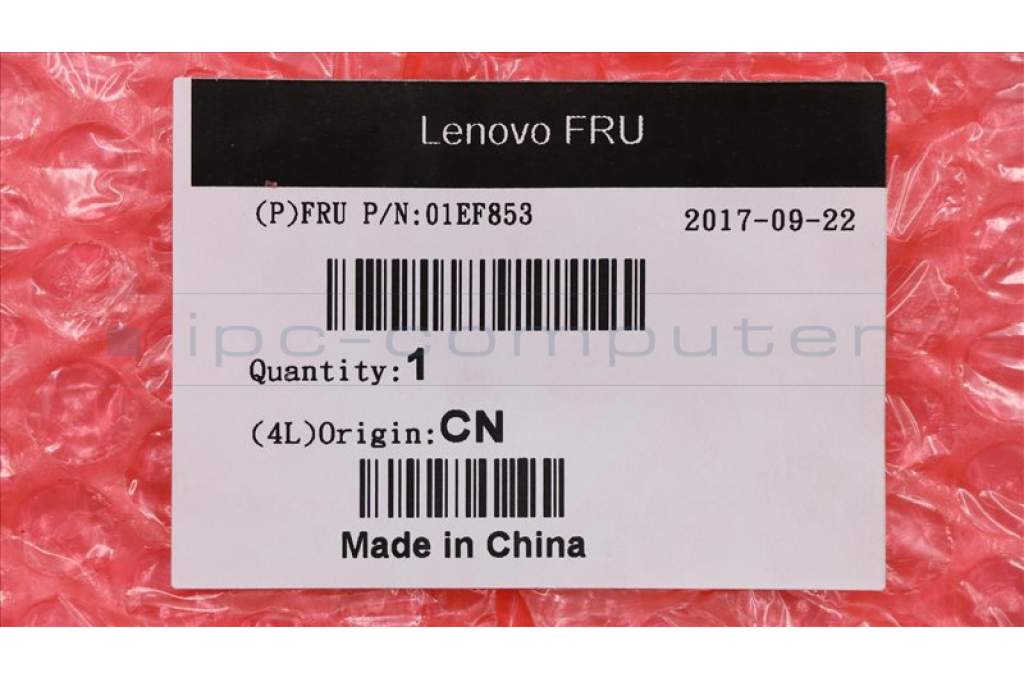 Lenovo FRU
(P)FRU P/N:01EF853 2017-09-22
ipc-computer
Quantity:1
(4L)Origin:CN
Made in China